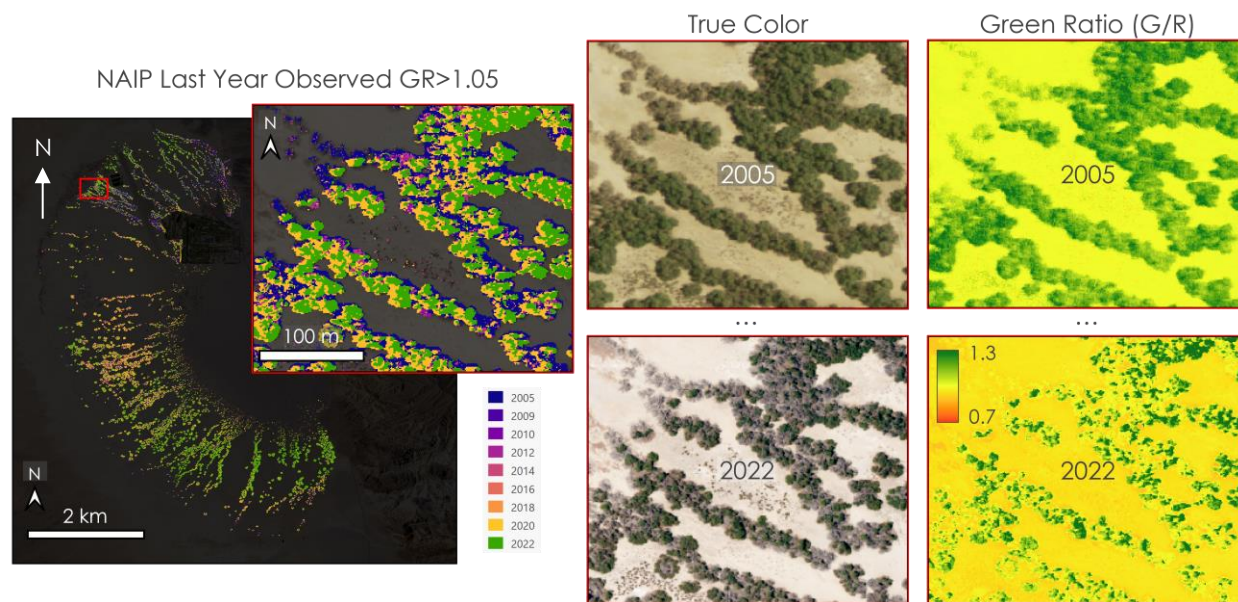 True Color
Green Ratio (G/R)
NAIP Last Year Observed GR>1.05
N
N
100 m
2005
2005
...
...
2005
2009
2010
2012
2014
2016
2018
2020
2022
N
2 km
2022
1.3
0.7
2022